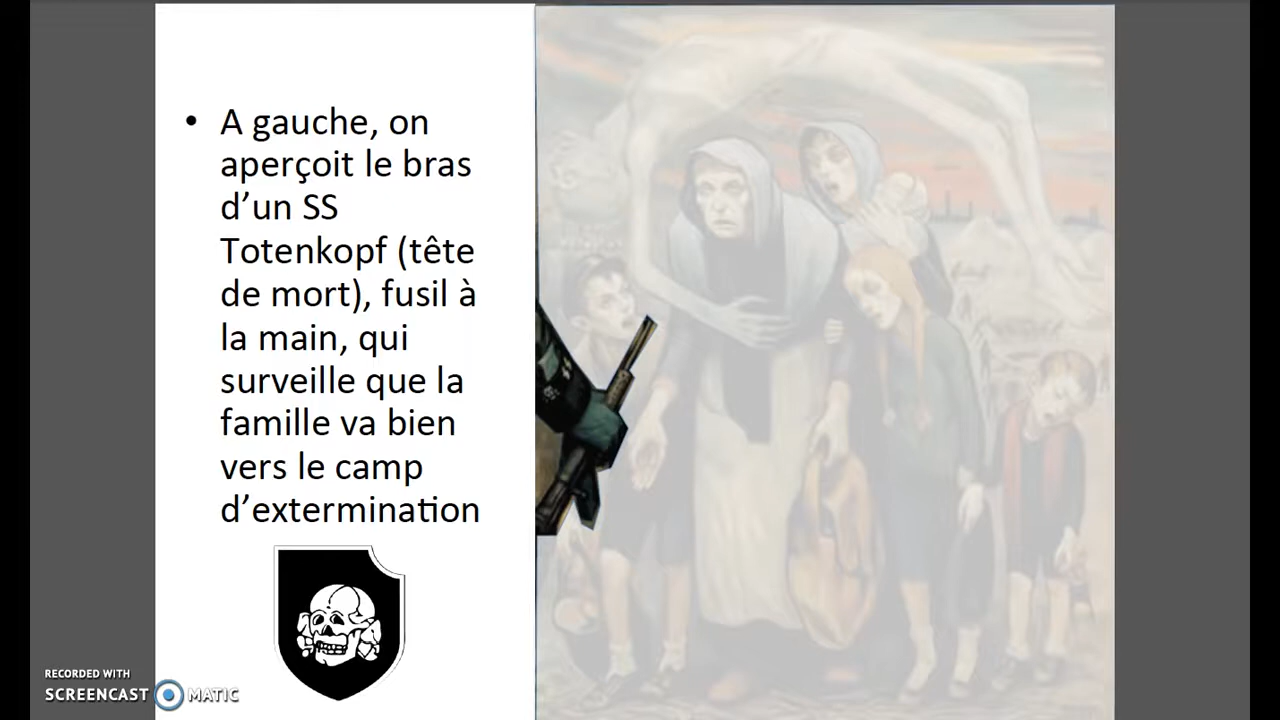 • A gauche, on
aperçoit le bras
d’un SS
Totenkopf (tête
de mort), fusil à
la main, qui
surveille que la
famille va bien
vers le camp
d’extermination
RECORDED WITH
SCREENCAST MATIC